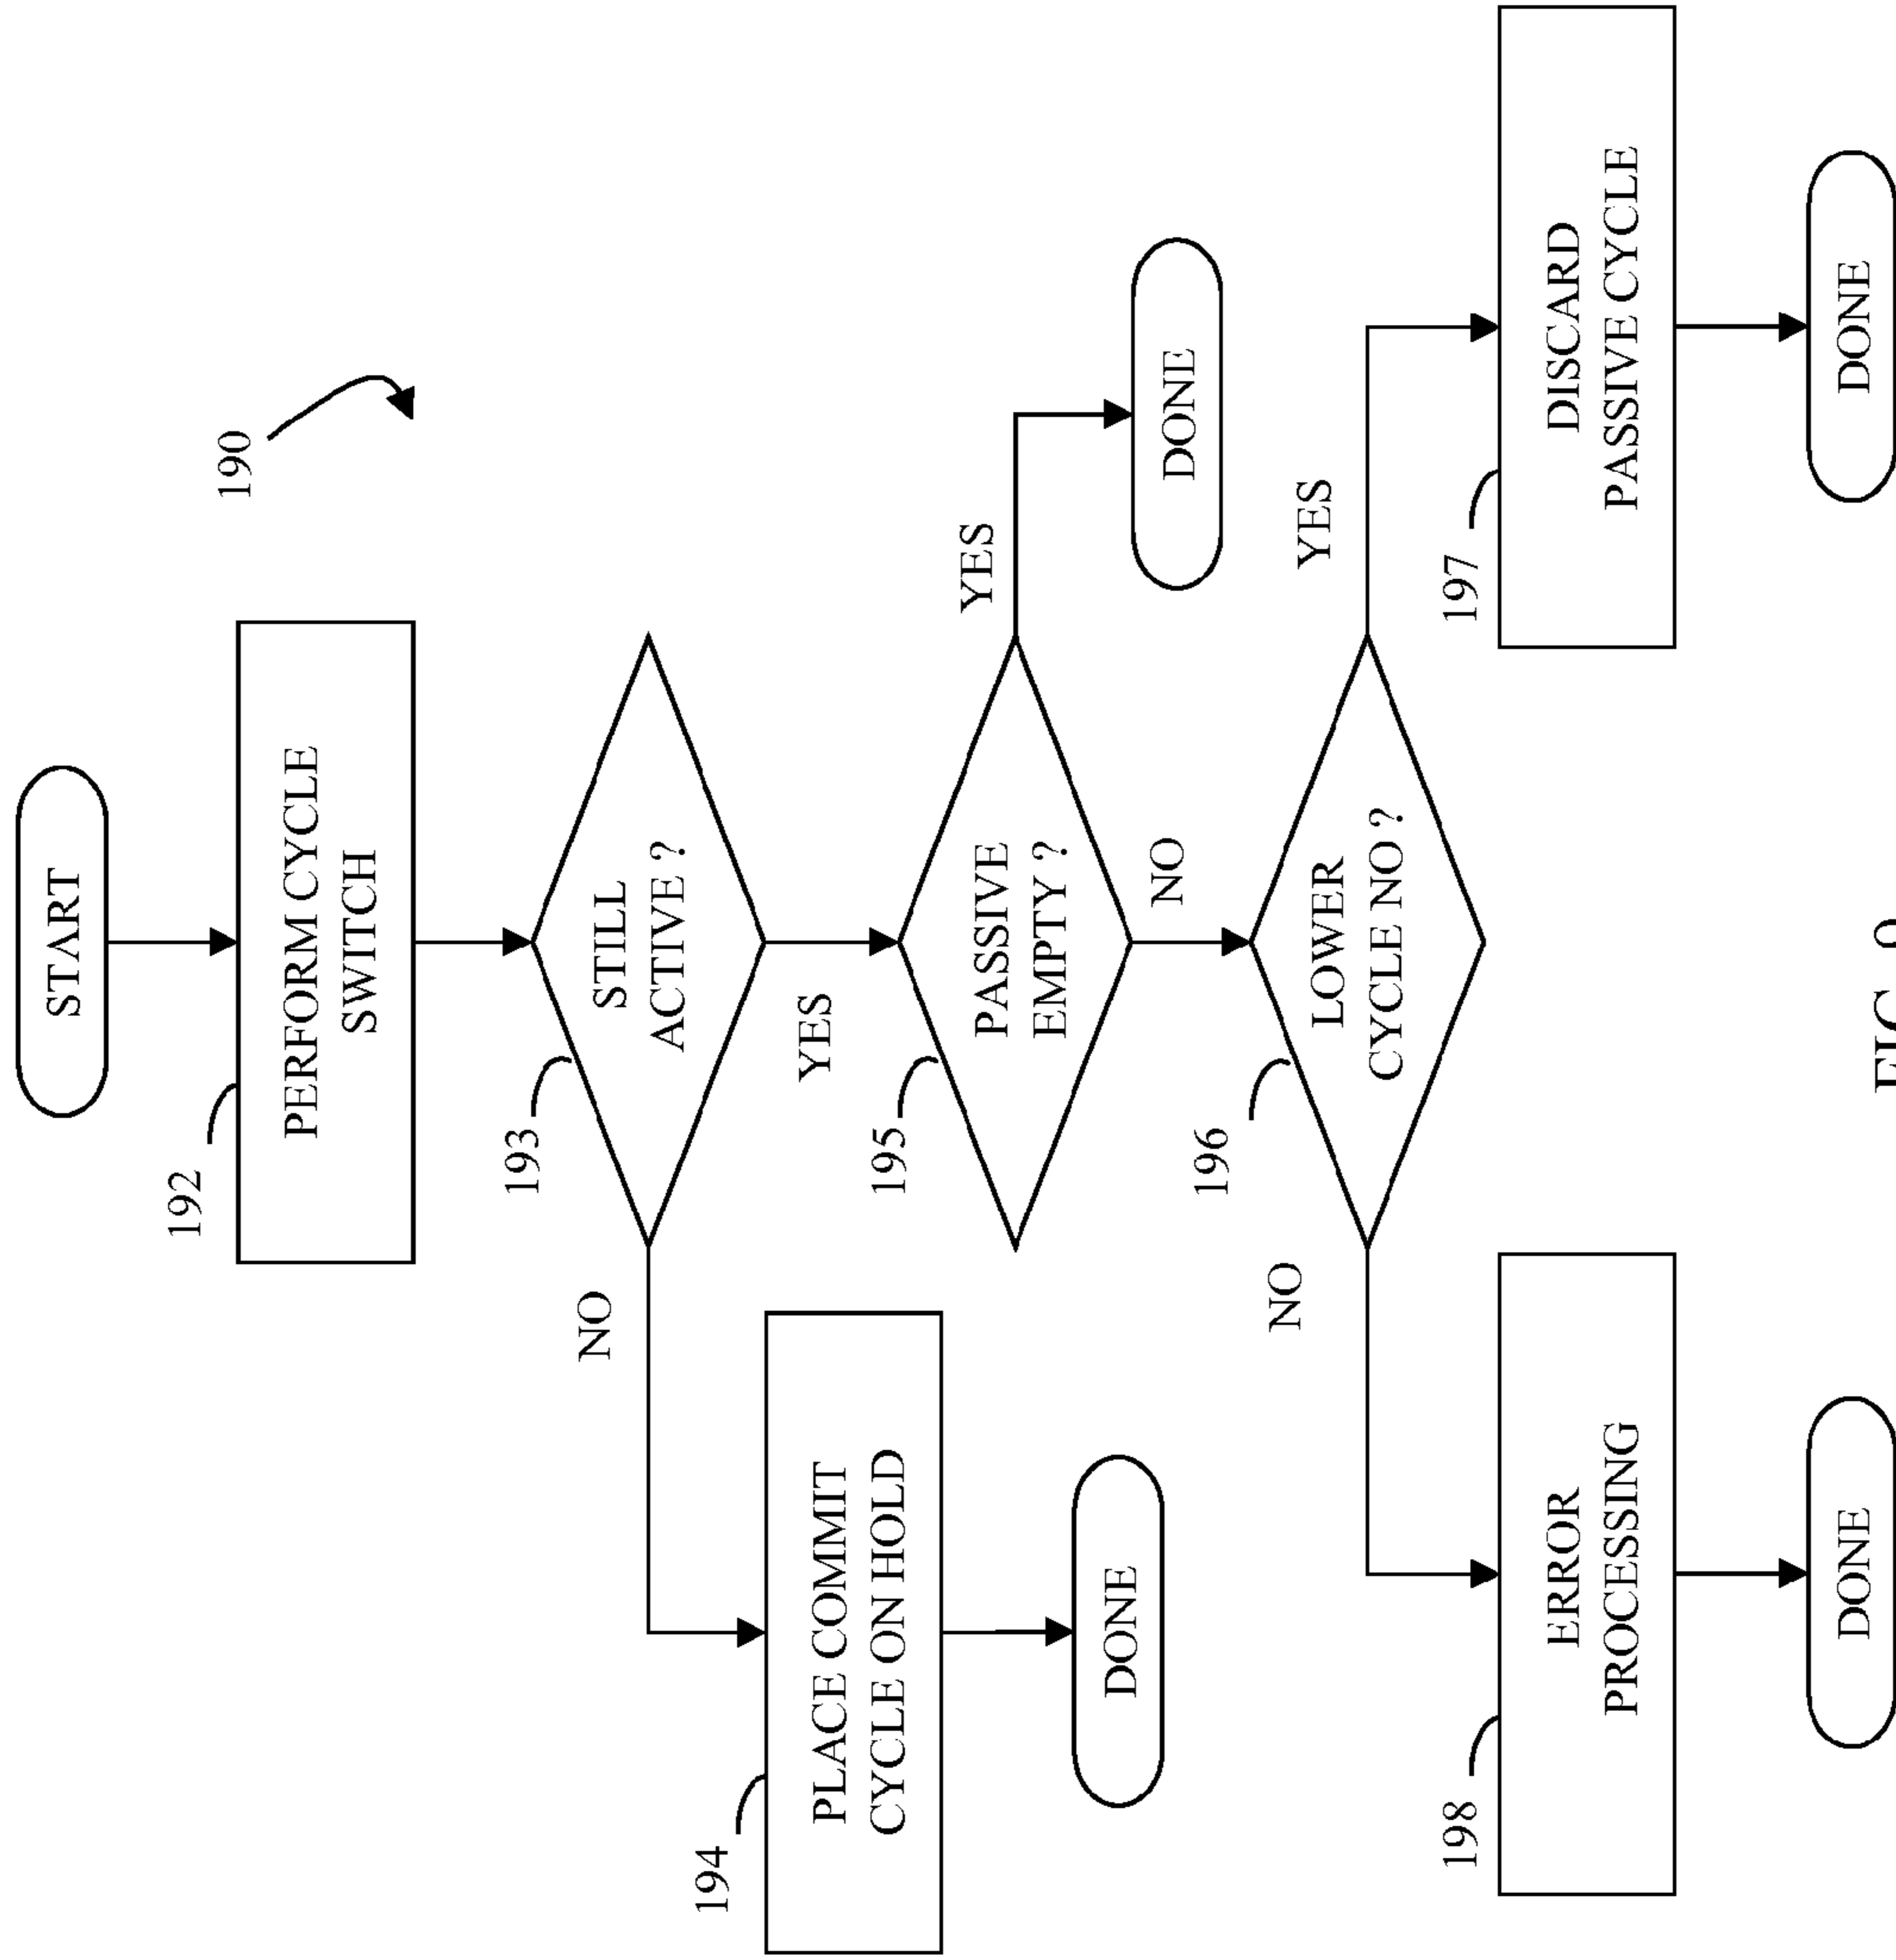 START
192
190
PERFORM CYCLE
SWITCH
193
STILL
ACTIVE ?
NO
YES
194
PLACE COMMIT
CYCLE ON HOLD
195
PASSIVE
EMPTY ?
YES
NO
DONE
DONE
196
LOWER
CYCLE NO ?
NO
YES
198
ERROR
PROCESSING
197
DISCARD
PASSIVE CYCLE
DONE
DONE
FIG.